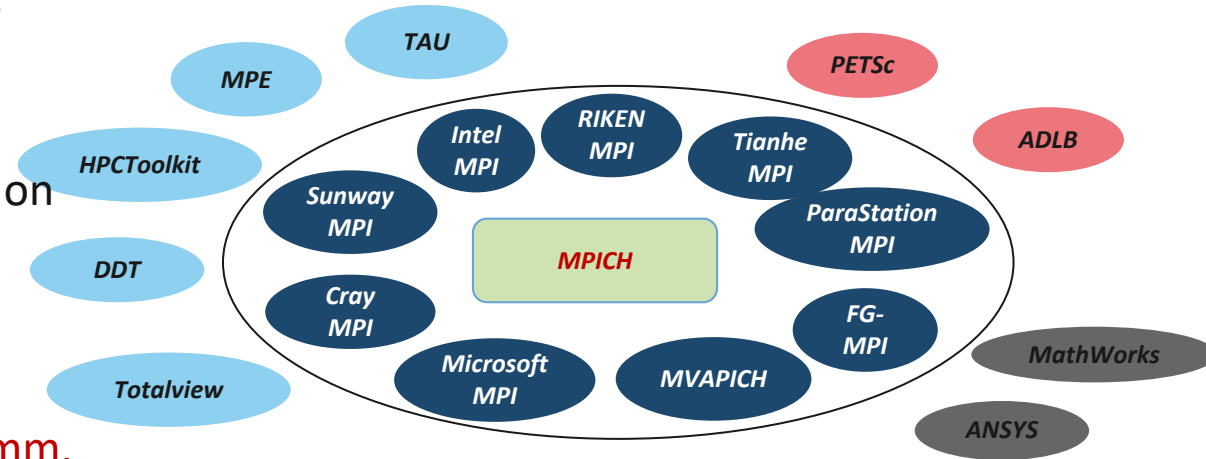 TAU
MPE
PETSc
ADLB
HPCToolkit
on
Intel
MPI
RIKEN
MPI
Tianhe
MPI
Sunway
MPI
ParaStation
MPI
MPICH
DDT
Cray
MPI
FG-
MPI
Microsoft
MPI
MVAPICH
MathWorks
Totalview
ANSYS
mm.